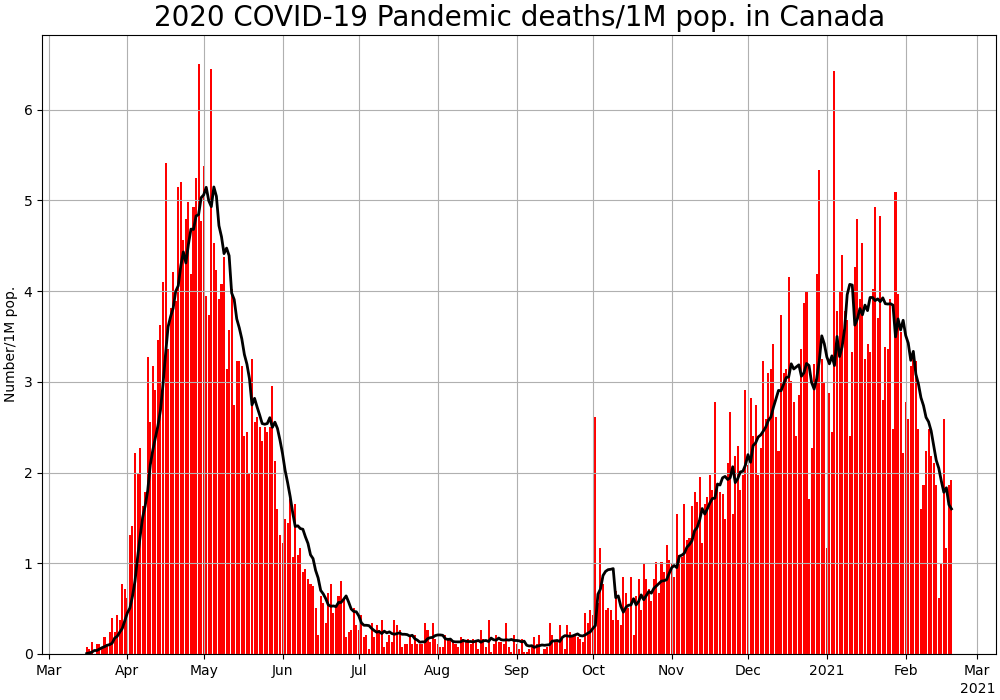 2020 COVID-19 Pandemic deaths/1M pop. in Canada
Number/1M pop.
6
5
4
3
2
1
0
Mar Apr May Jun Jul Aug Sep Oct Nov Dec 2021 Feb Mar
2021